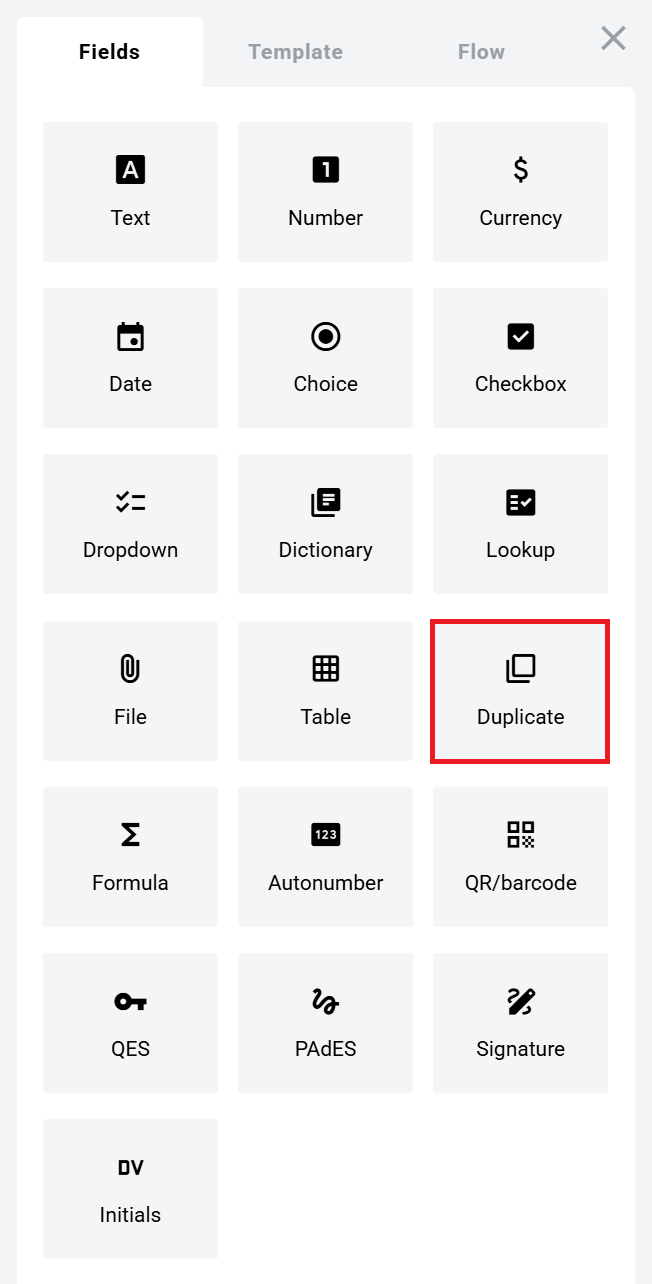 Fields Template Flow
A 1 $
Text Number Currency
Date Choice Checkbox
Dropdown Dictionary Lookup
File Table Duplicate
123
Formula Autonumber QR/barcode
QES PAdES Signature
DV
Initials